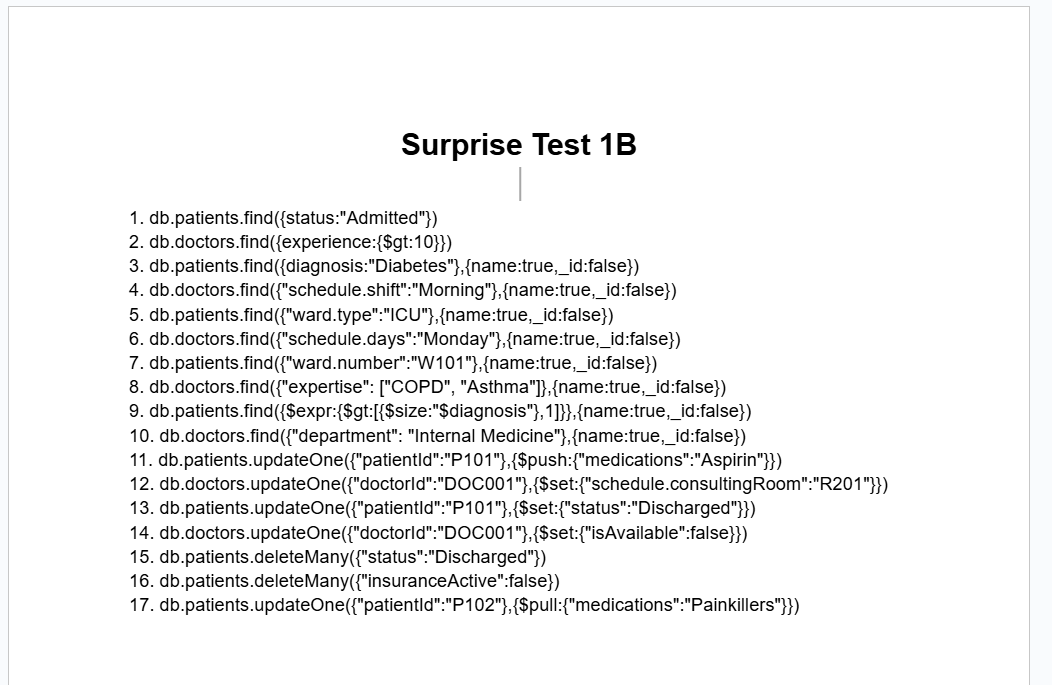 Surprise Test 1B
1. db.patients.find({status:"Admitted"})
2. db.doctors.find({experience:{$gt:10}})
3. db.patients.find({diagnosis:"Diabetes"},{name:true,_id:false})
4. db.doctors.find({"schedule.shift":"Morning"},{name:true,_id:false})
5. db.patients.find({"ward.type":"ICU"},{name:true,_id:false})
6. db.doctors.find({"schedule.days":"Monday"},{name:true,_id:false})
7. db.patients.find({"ward.number":"W101"},{name:true,_id:false})
8. db.doctors.find({"expertise": ["COPD", "Asthma"]},{name:true,_id:false})
9. db.patients.find({$expr:{$gt:[{$size:"$diagnosis"},1]}},{name:true,_id:false})
10. db.doctors.find({"department": "Internal Medicine"},{name:true,_id:false})
11. db.patients.updateOne({"patientId":"P101"},{$push:{"medications":"Aspirin"}})
12. db.doctors.updateOne({"doctorId":"DOC001"},{$set:{"schedule.consultingRoom":"R201"}})
13. db.patients.updateOne({"patientId":"P101"},{$set:{"status":"Discharged"}})
14. db.doctors.updateOne({"doctorId":"DOC001"},{$set:{"isAvailable":false}})
15. db.patients.deleteMany({"status":"Discharged"})
16. db.patients.deleteMany({"insuranceActive":false})
17. db.patients.updateOne({"patientId":"P102"},{$pull:{"medications":"Painkillers"}})